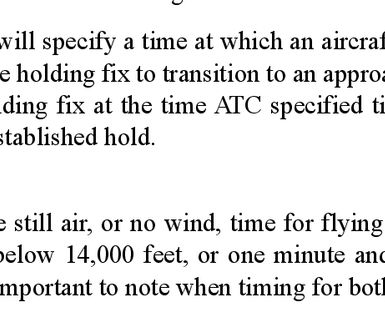 will specify a time at which an aircraf
e holding fix to transition to an approa
ding fix at the time ATC specified ti
stablished hold.
e still air, or no wind, time for flying
below 14,000 feet, or one minute and
mportant to note when timing for both